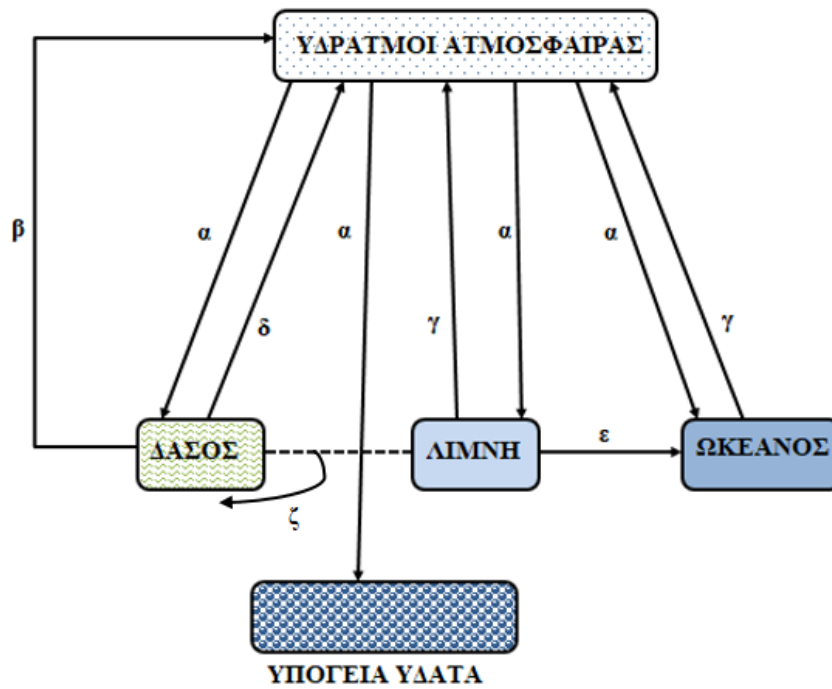 ΥΔΡΑΤΜΟΙ ΑΤΜΟΣΦΑΙΡΑΣ
β
α
α
α
α
δ
γ
γ
ΔΑΣΟΣ
ΛΙΜΝΗ
ε
ΩΚΕΑΝΟΣ
ζ
ΥΠΟΓΕΙΑ ΥΔΑΤΑ